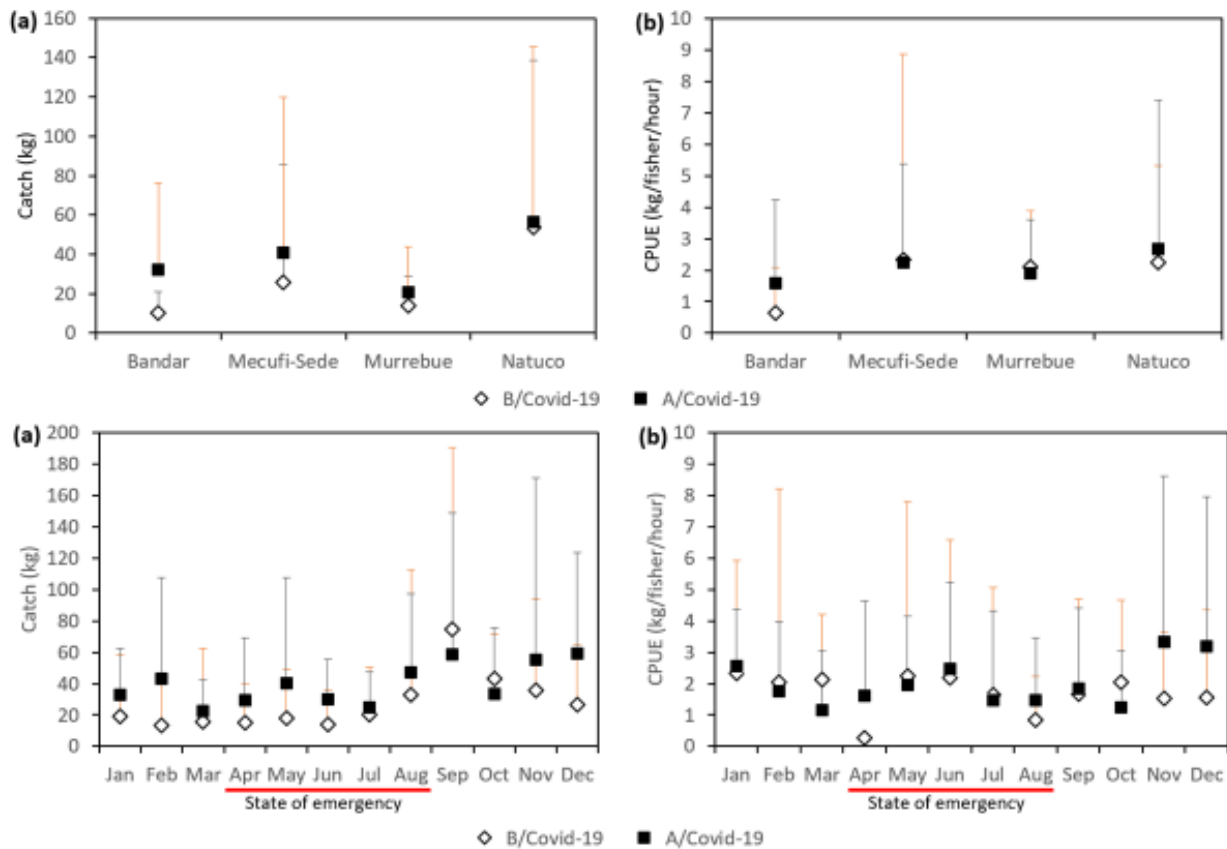 (a)
Catch (kg)
160
140
120
100
80
60
40
20
0
Bandar Mecufi-Sede Murrebue Natuco
(b)
CPUE (kg/fisher/hour)
10
9
8
7
6
5
4
3
2
1
0
Bandar Mecufi-Sede Murrebue Natuco
B/Covid-19 A/Covid-19
(a)
Catch (kg)
200
180
160
140
120
100
80
60
40
20
0
Jan Feb Mar Apr May Jun Jul Aug Sep Oct Nov Dec
State of emergency
(b)
CPUE (kg/fisher/hour)
10
9
8
7
6
5
4
3
2
1
0
Jan Feb Mar Apr May Jun Jul Aug Sep Oct Nov Dec
State of emergency
B/Covid-19 A/Covid-19